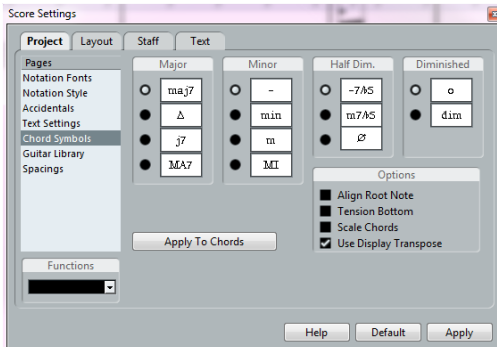 Score Settings
Project
Layout
Staff
Text
Pages
Notation Fonts
Notation Style
Accidentals
Text Settings
Chord Symbols
Guitar Library
Spacings
Functions
Major
maj7
Δ
j7
MA7
Minor
-
min
m
MI
Half Dim.
-7/♭5
m7/♭5
Ø
Diminished
o
dim
Options
Align Root Note
Tension Bottom
Scale Chords
Use Display Transpose
Apply To Chords
Help
Default
Apply